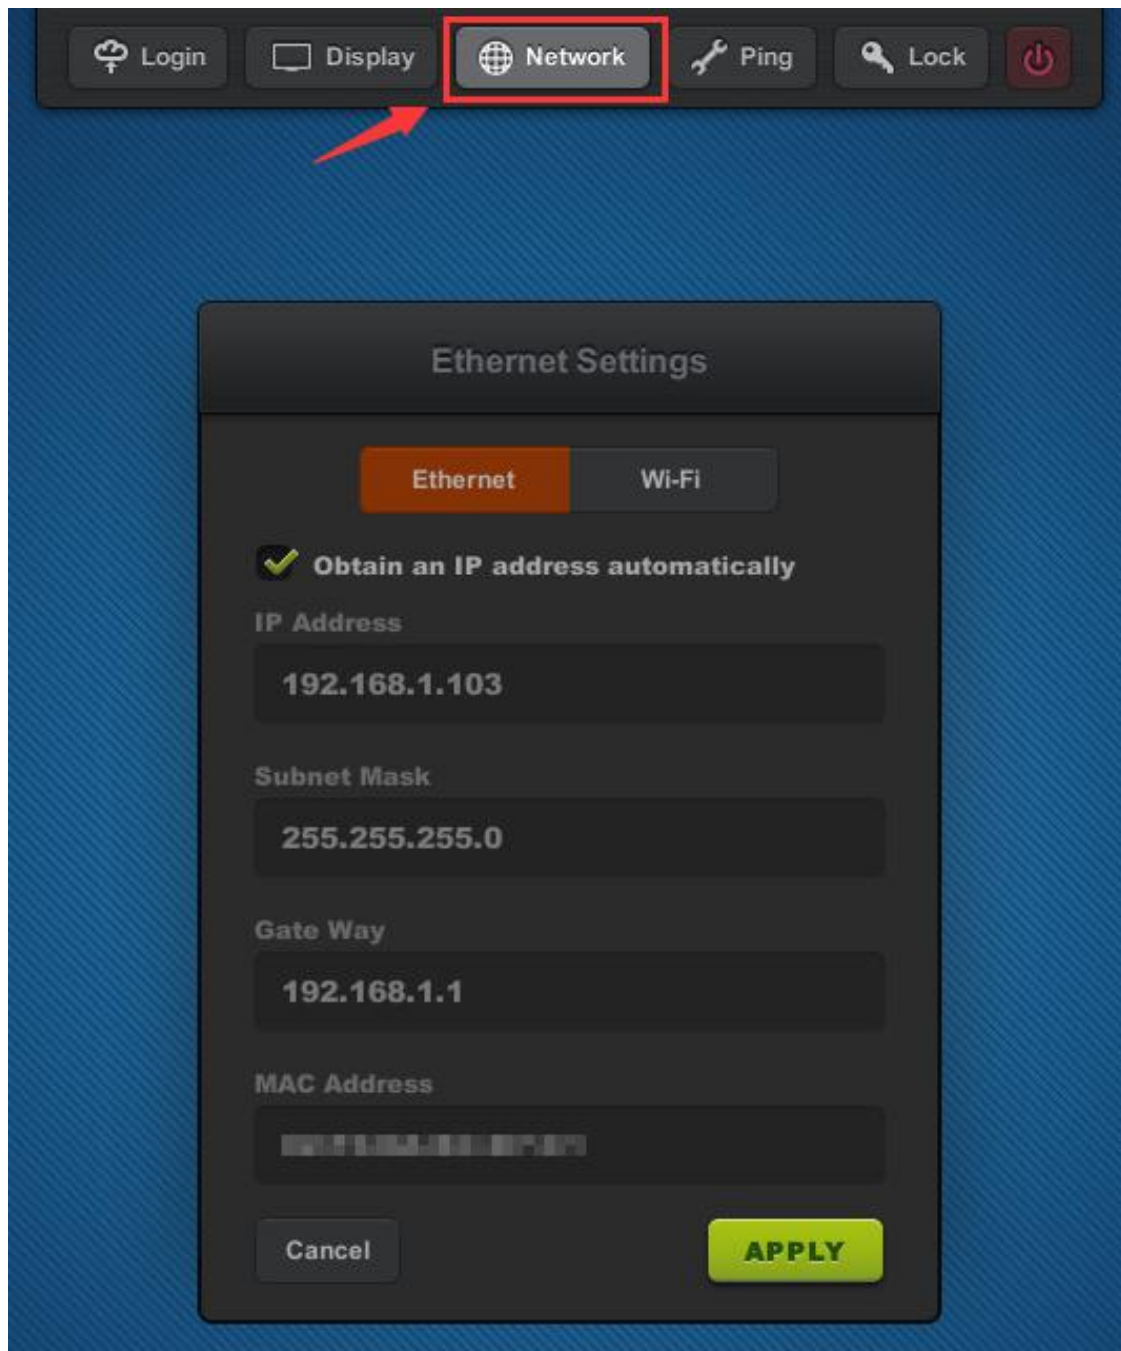 Login Display Network Ping Lock
Ethernet Settings
Ethernet Wi-Fi
Obtain an IP address automatically
IP Address
192.168.1.103
Subnet Mask
255.255.255.0
Gate Way
192.168.1.1
MAC Address
Cancel APPLY